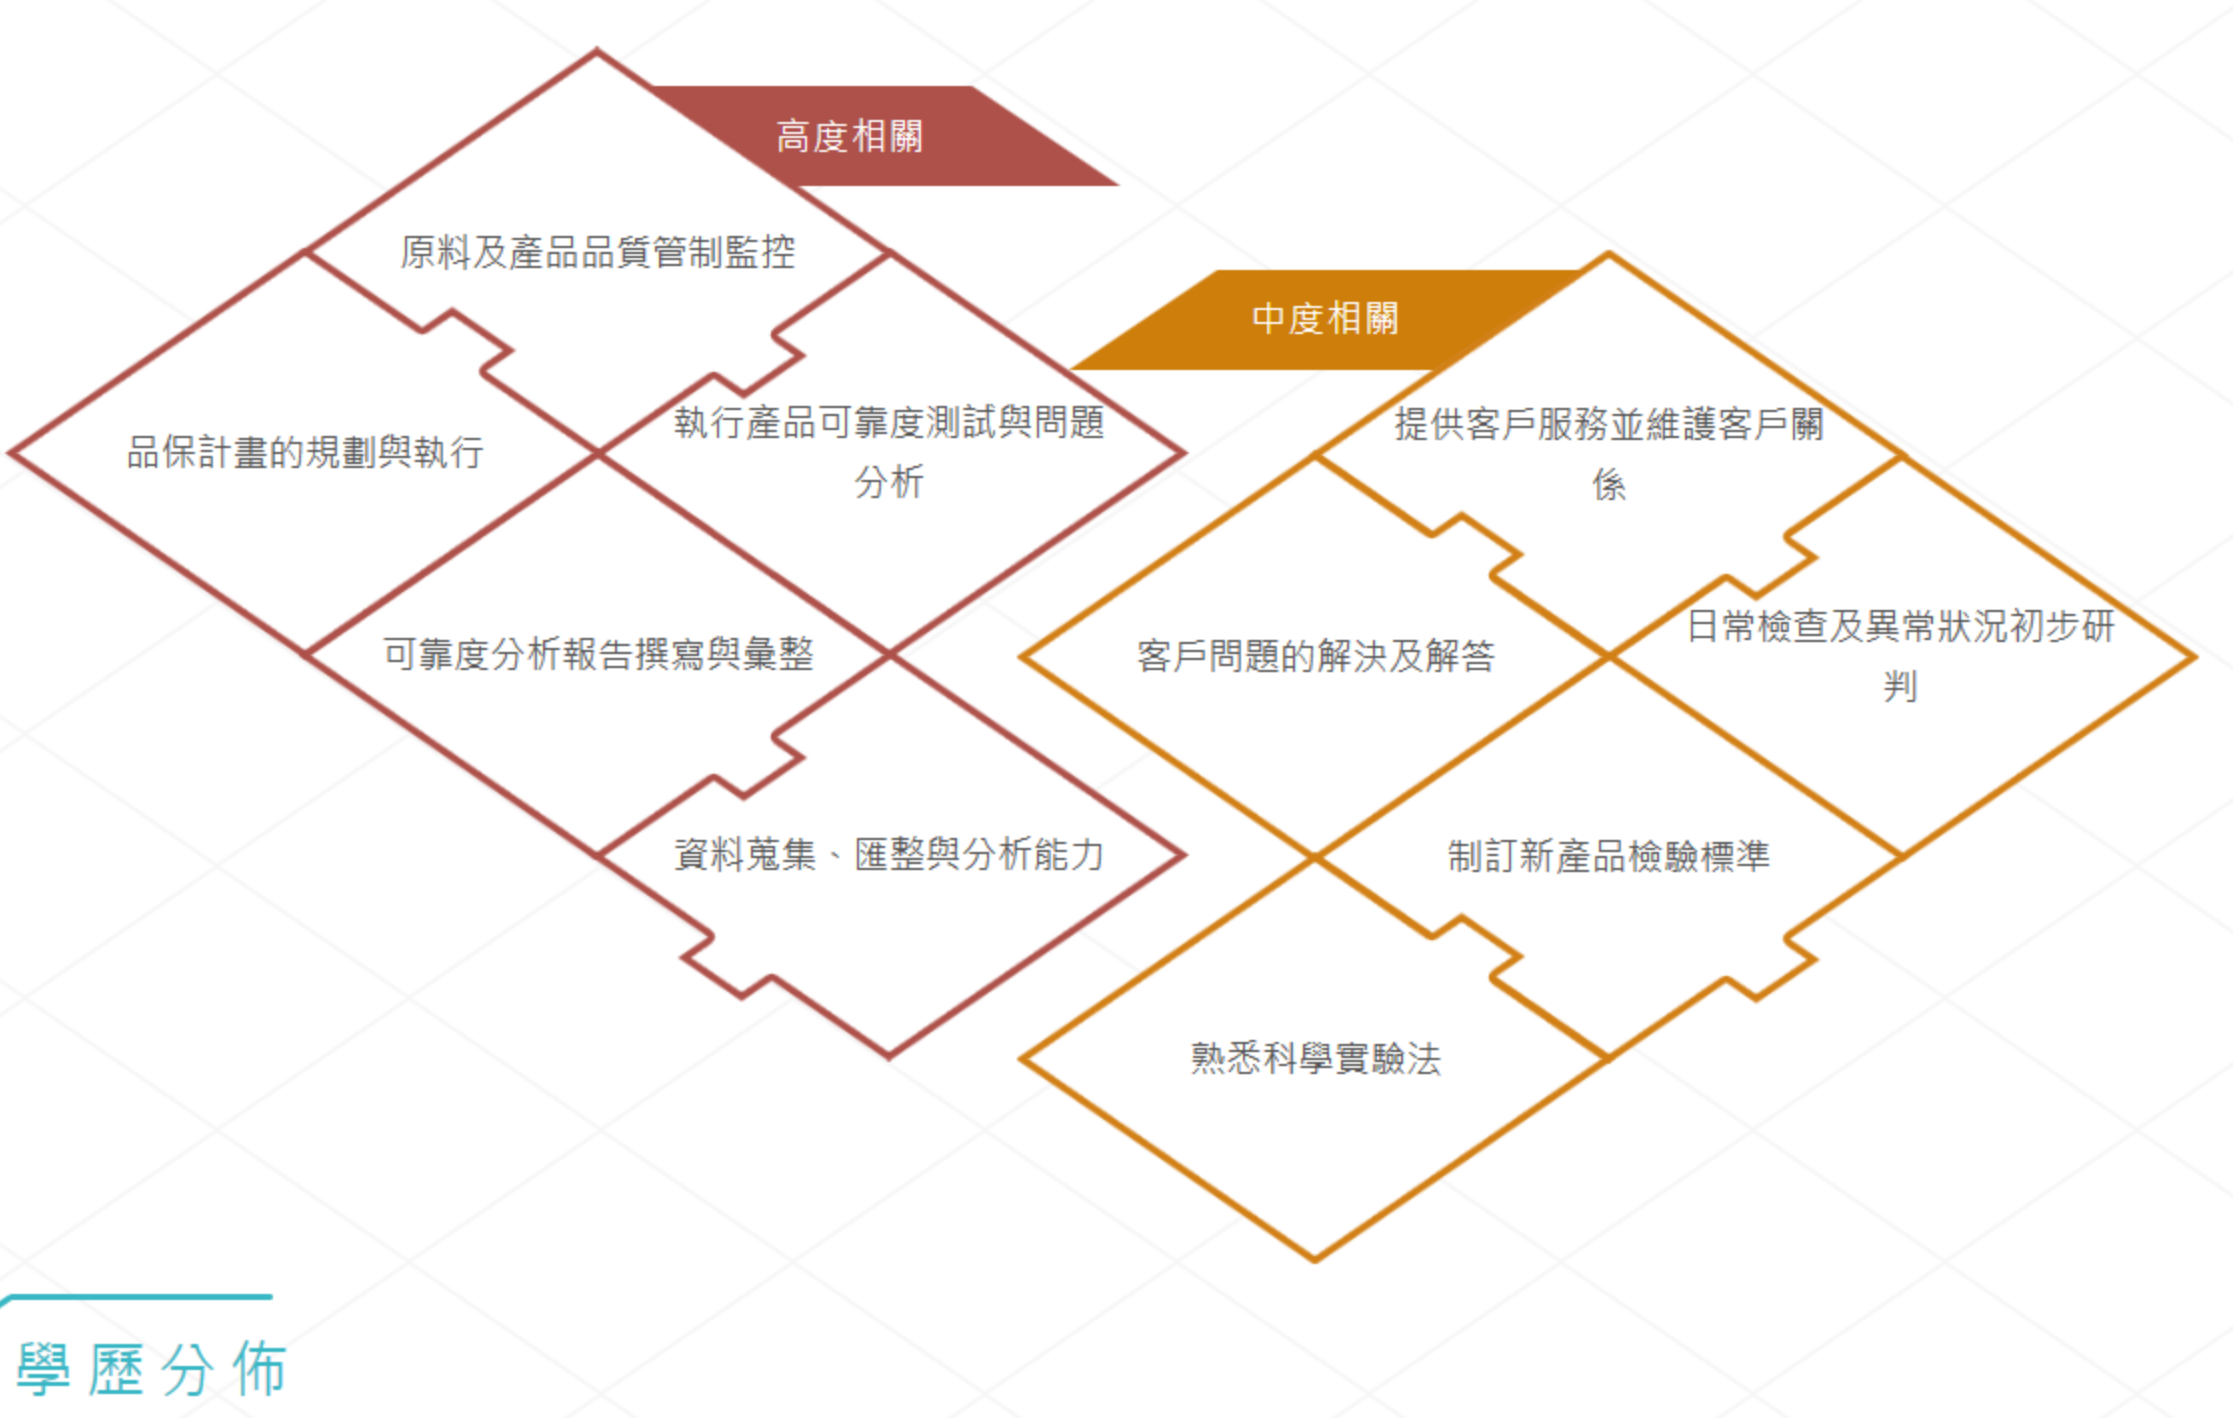 高度相關
原料及產品品質管制監控
品保計畫的規劃與執行
執行產品可靠度測試與問題
分析
可靠度分析報告撰寫與彙整
資料蒐集、匯整與分析能力
中度相關
提供客戶服務並維護客戶關
係
客戶問題的解決及解答
日常檢查及異常狀況初步研
判
制訂新產品檢驗標準
熟悉科學實驗法
學歷分佈